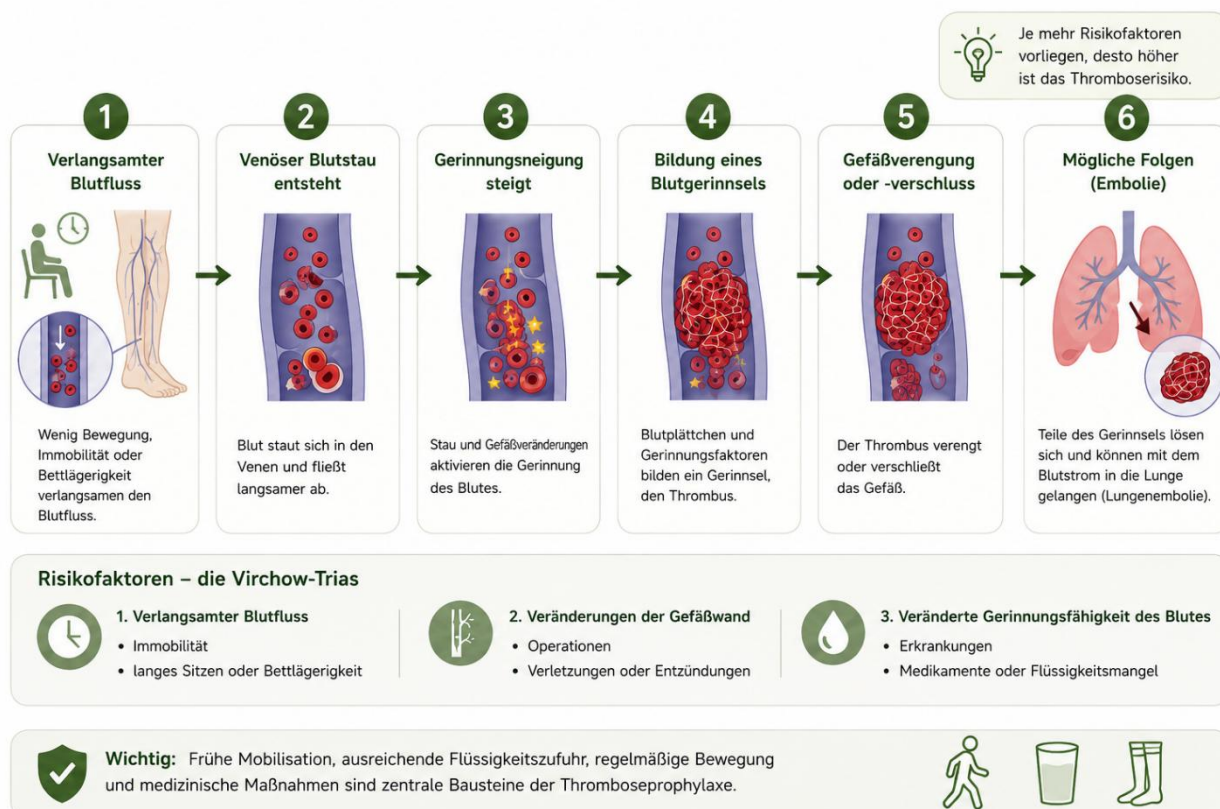 Je mehr Risikofaktoren
vorliegen, desto höher
ist das Thromboserisiko.
1
Verlangsamter
Blutfluss
Wenig Bewegung,
Immobilität oder
Bettlägerigkeit
verlangsamen den
Blutfluss.
2
Venöser Blutstau
entsteht
Blut staut sich in den
Venen und fließt
langsamer ab.
3
Gerinnungsneigung
steigt
Stau und Gefäßveränderungen
aktivieren die Gerinnung
des Blutes.
4
Bildung eines
Blutgerinnsels
Blutplättchen und
Gerinnungsfaktoren
bilden ein Gerinnsel,
den Thrombus.
5
Gefäßverengung
oder -verschluss
Der Thrombus verengt
oder verschließt
das Gefäß.
6
Mögliche Folgen
(Embolie)
Teile des Gerinnsels lösen
sich und können mit dem
Blutstrom in die Lunge
gelangen (Lungenembolie).
Risikofaktoren – die Virchow-Trias
1. Verlangsamter Blutfluss
• Immobilität
• langes Sitzen oder Bettlägerigkeit
2. Veränderungen der Gefäßwand
• Operationen
• Verletzungen oder Entzündungen
3. Veränderte Gerinnungsfähigkeit des Blutes
• Erkrankungen
• Medikamente oder Flüssigkeitsmangel
Wichtig: Frühe Mobilisation, ausreichende Flüssigkeitszufuhr, regelmäßige Bewegung
und medizinische Maßnahmen sind zentrale Bausteine der Thromboseprophylaxe.